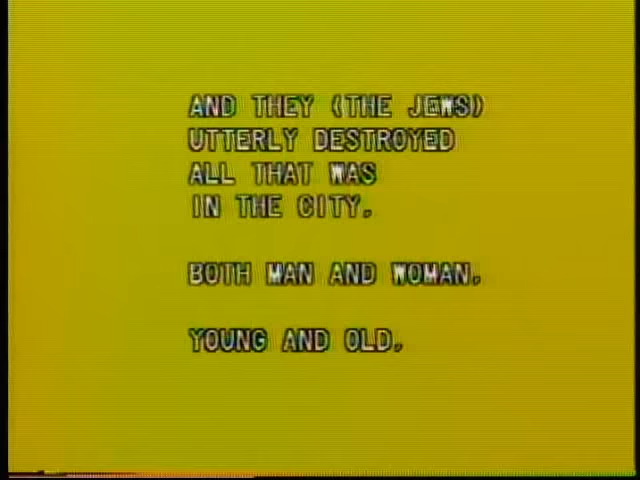 AND THEY (THE JEWS)
UTTERLY DESTROYED
ALL THAT WAS
IN THE CITY,
BOTH MAN AND WOMAN,
YOUNG AND OLD,